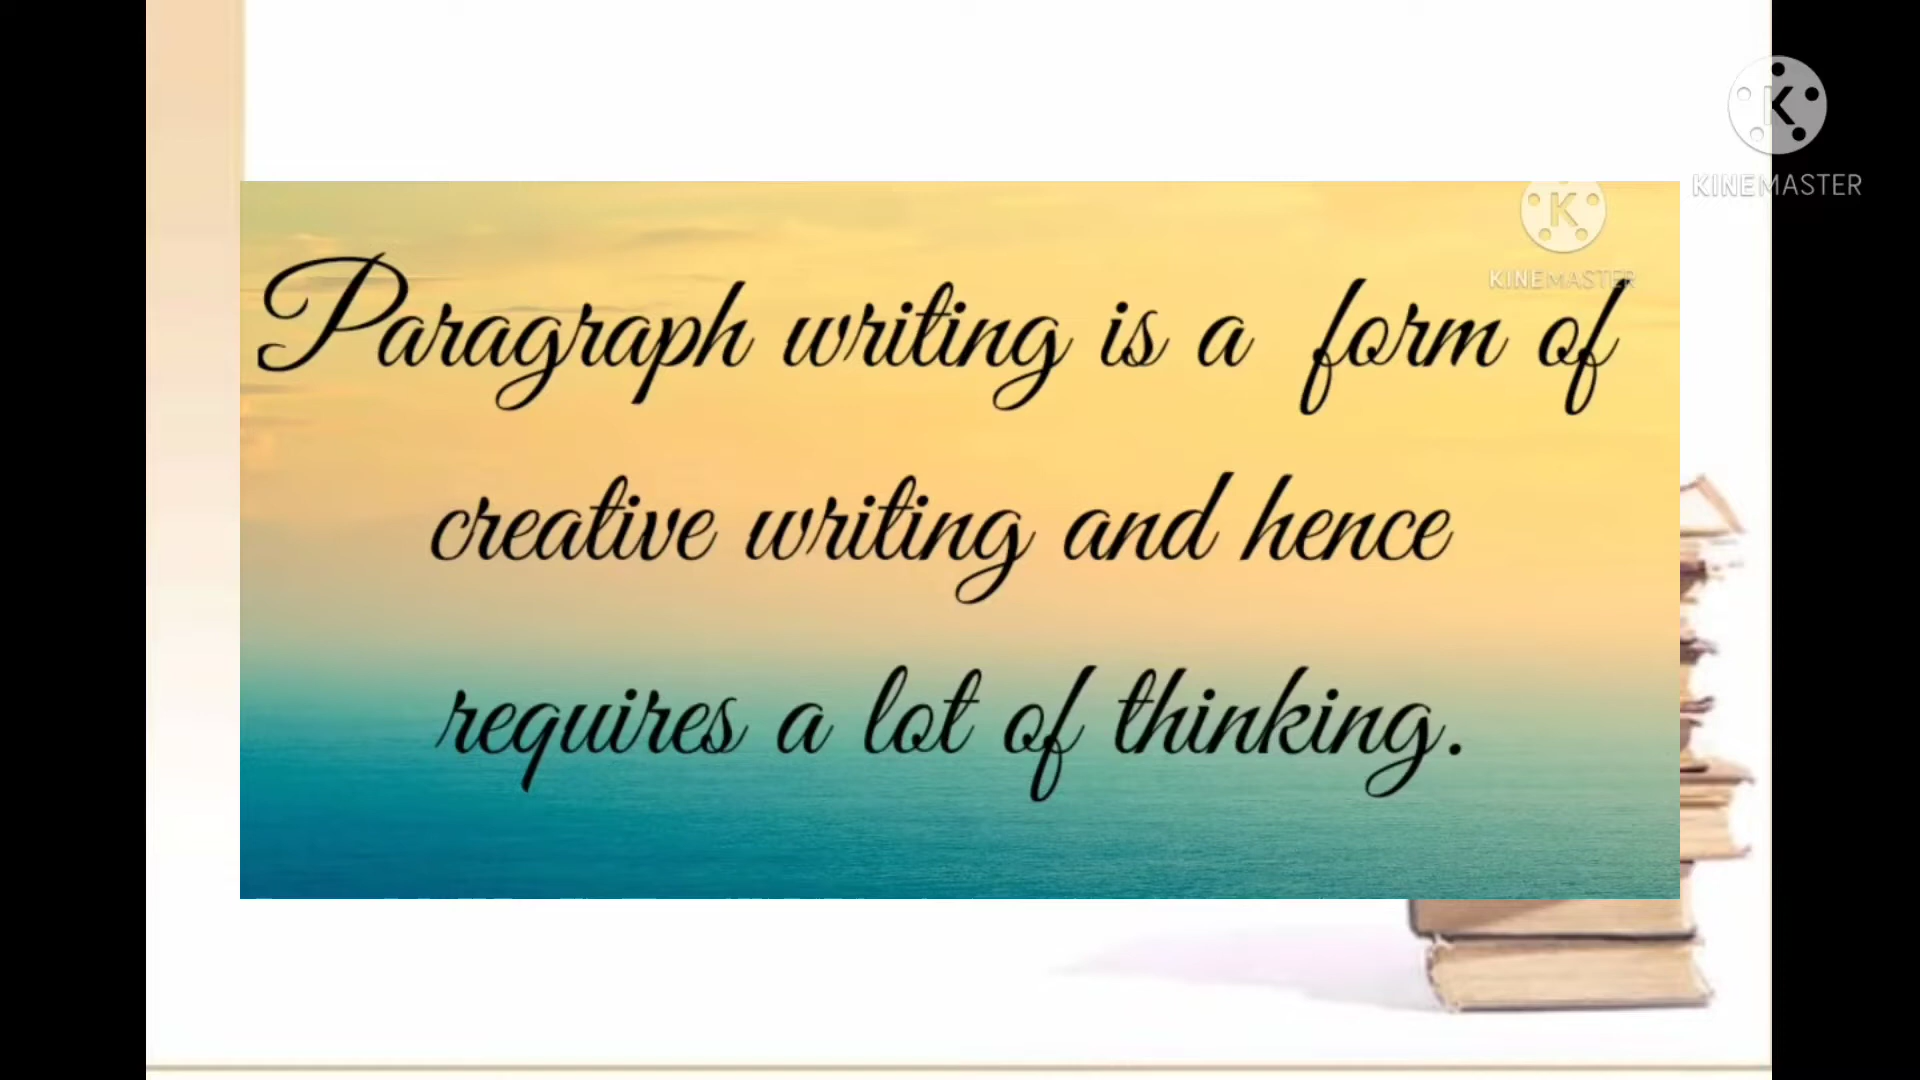 KINEMASTER
KINEMASTER
Paragraph writing is a form of
creative writing and hence
requires a lot of thinking.